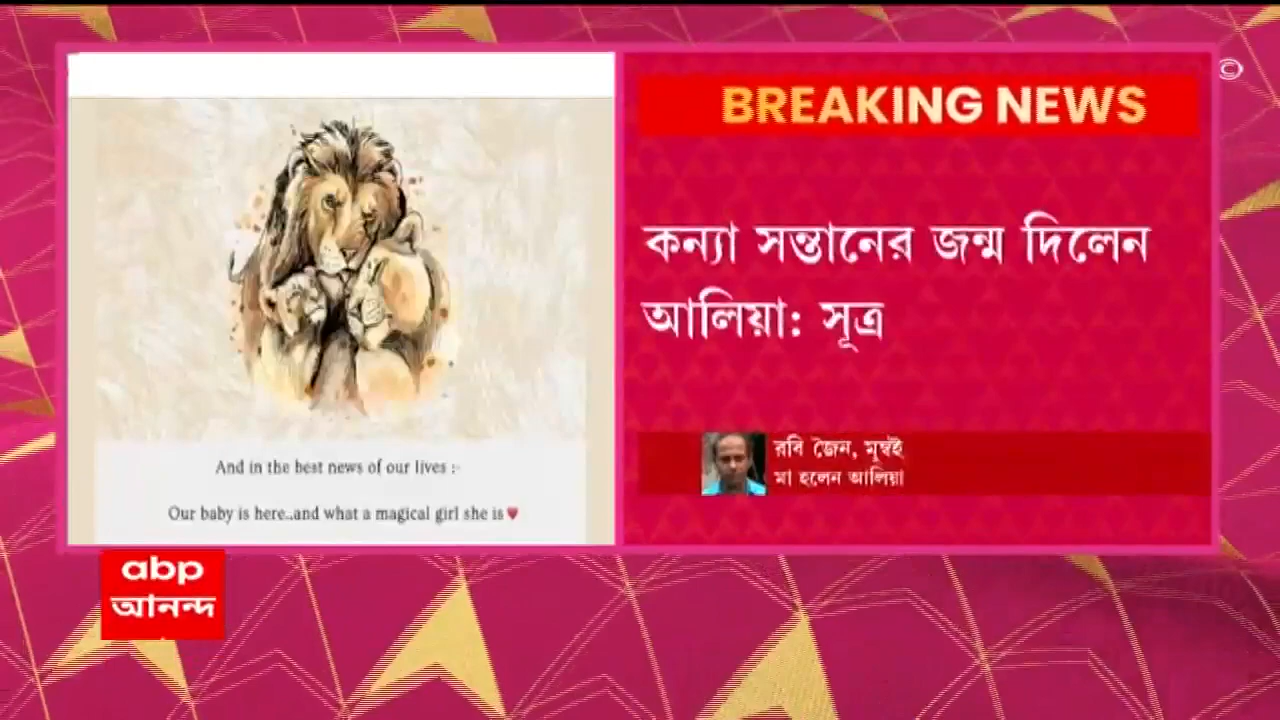 And in the best news of our lives :-
Our baby is here..and what a magical girl she is
BREAKING NEWS
কন্যা সন্তানের জন্ম দিলেন
আলিয়া: সূত্র
রবি জৈন, মুম্বই
মা হলেন আলিয়া
abp
আনন্দ
©